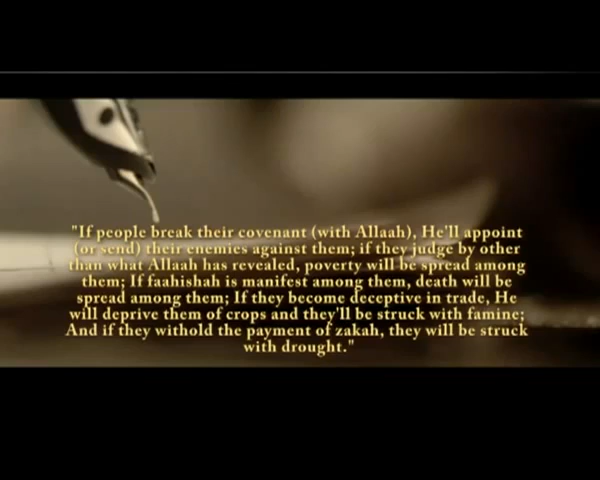 "If people break their covenant (with Allaah), He'll appoint
(or send) their enemies against them; if they judge by other
than what Allaah has revealed, poverty will be spread among
them; If faahishah is manifest among them, death will be
spread among them; If they become deceptive in trade, He
will deprive them of crops and they'll be struck with famine;
And if they withold the payment of zakah, they will be struck
with drought."